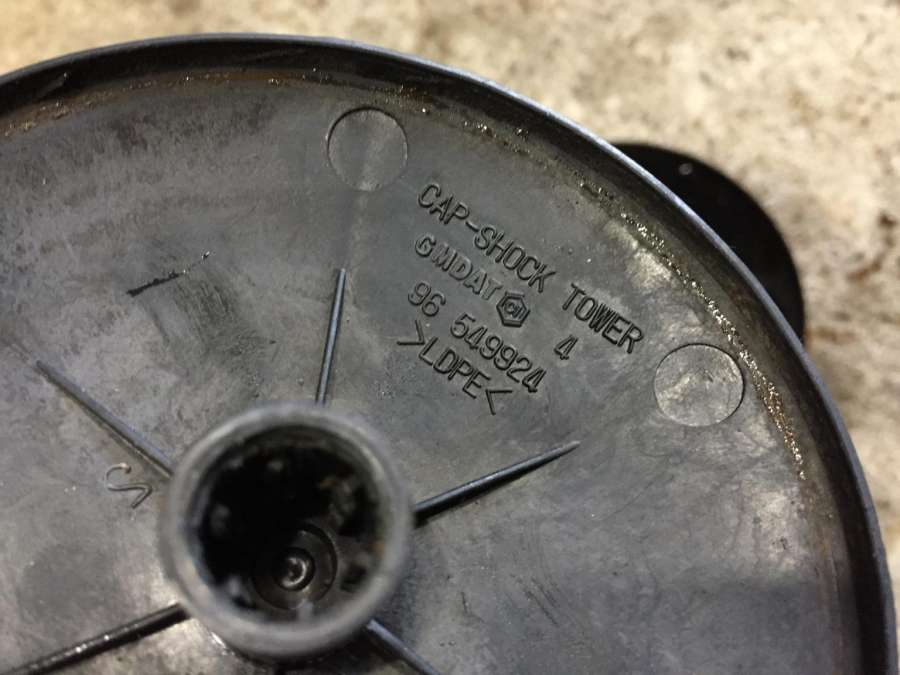 CAP-SHOCK TOWER
GMDAT 4
96 549924
>LDPE<
S